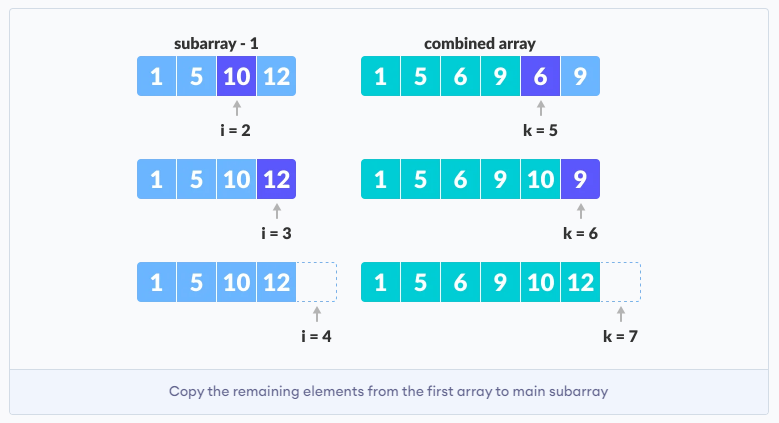 subarray - 1 combined array
1 5 10 12 1 5 6 9 6 9
i = 2 k = 5
1 5 10 12 1 5 6 9 10 9
i = 3 k = 6
1 5 10 12 1 5 6 9 10 12
i = 4 k = 7
Copy the remaining elements from the first array to main subarray